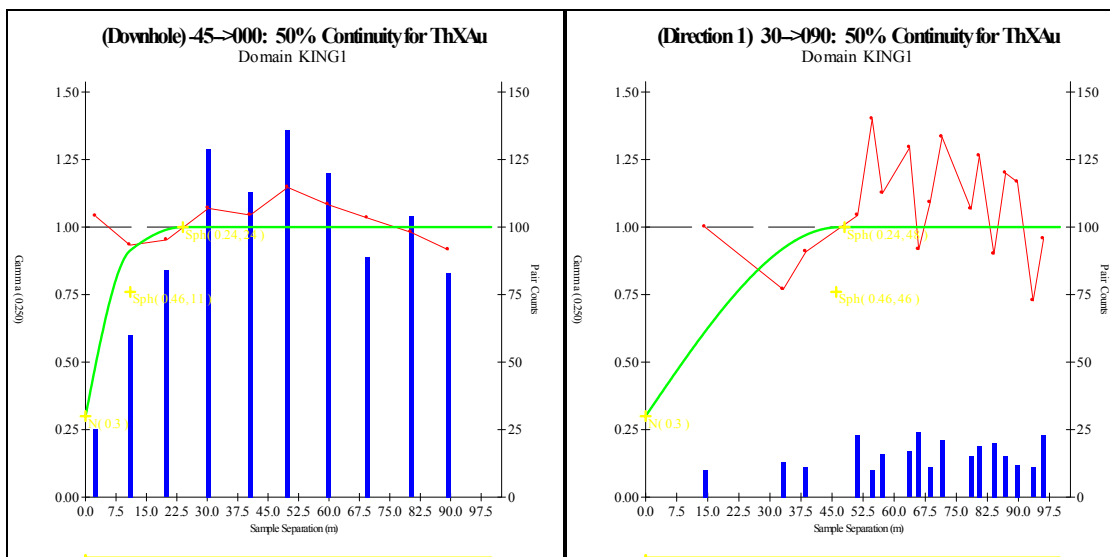 (Downhole) -45-->000: 50% Continuity for ThXAu
Domain KING1
1.50
1.25
1.00
0.75
0.50
0.25
0.00
Gamma (0.250)
150
125
100
75
50
25
0
Pair Counts
Sph( 0.24, 24 )
Sph( 0.46, 11 )
N( 0.3 )
0.0 7.5 15.0 22.5 30.0 37.5 45.0 52.5 60.0 67.5 75.0 82.5 90.0 97.5
Sample Separation (m)
(Direction 1) 30-->090: 50% Continuity for ThXAu
Domain KING1
1.50
1.25
1.00
0.75
0.50
0.25
0.00
Gamma (0.250)
150
125
100
75
50
25
0
Pair Counts
Sph( 0.24, 48 )
Sph( 0.46, 46 )
N( 0.3 )
0.0 7.5 15.0 22.5 30.0 37.5 45.0 52.5 60.0 67.5 75.0 82.5 90.0 97.5
Sample Separation (m)